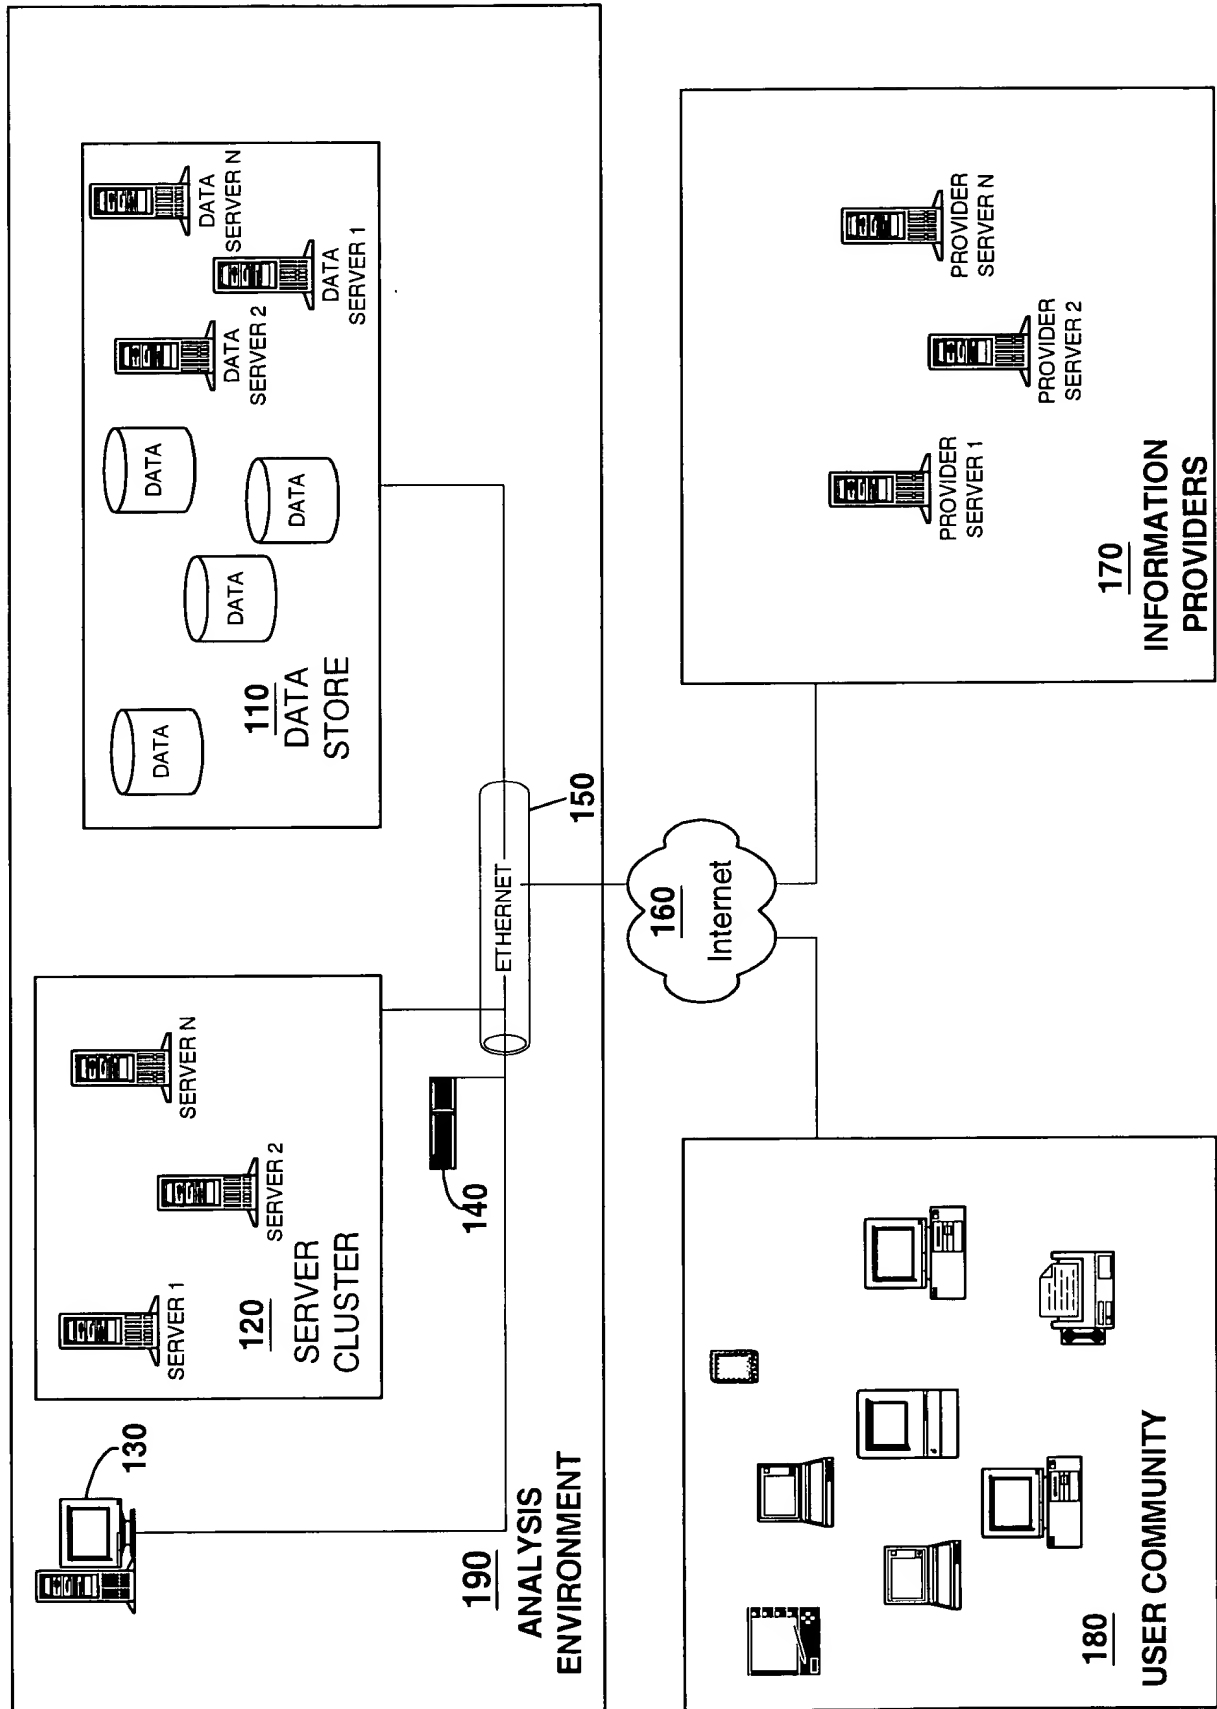 130
SERVER 1
SERVER 2
SERVER N
120
SERVER
CLUSTER
DATA
DATA
DATA
DATA
110
DATA
STORE
DATA
SERVER 2
DATA
SERVER 1
DATA
SERVER N
140
ETHERNET
150
190
ANALYSIS
ENVIRONMENT
160
Internet
180
USER COMMUNITY
PROVIDER
SERVER 1
PROVIDER
SERVER 2
PROVIDER
SERVER N
170
INFORMATION
PROVIDERS